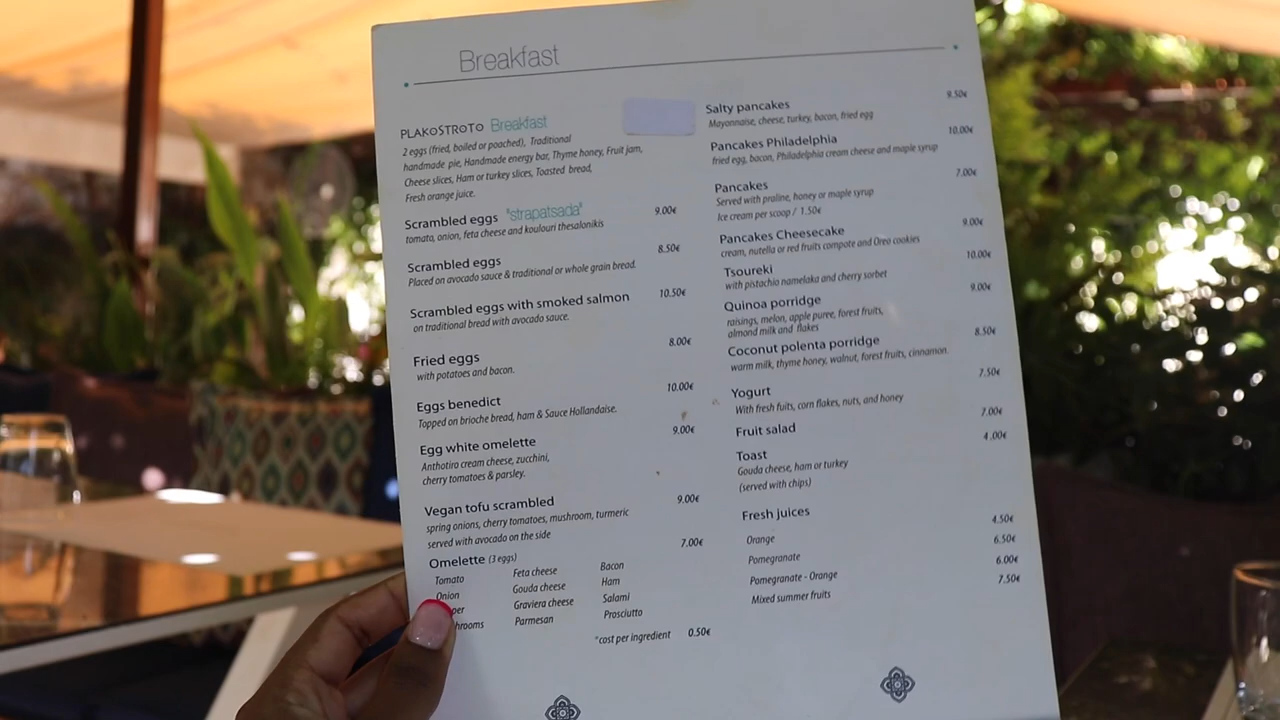 Breakfast
PLAKOSTROTO Breakfast
2 eggs (fried, boiled or poached), Traditional
handmade pie, Handmade energy bar, Thyme honey, Fruit jam,
Cheese slices, Ham or turkey slices, Toasted bread,
Fresh orange juice.
Scrambled eggs "strapatsada" 9.00€
tomato, onion, feta cheese and koulouri thesalonikis
Scrambled eggs 8.50€
Placed on avocado sauce & traditional or whole grain bread.
Scrambled eggs with smoked salmon 10.50€
on traditional bread with avocado sauce.
Fried eggs 8.00€
with potatoes and bacon.
Eggs benedict 10.00€
Topped on brioche bread, ham & Sauce Hollandaise.
Egg white omelette 9.00€
Anthotiro cream cheese, zucchini,
cherry tomatoes & parsley.
Vegan tofu scrambled 9.00€
spring onions, cherry tomatoes, mushroom, turmeric
served with avocado on the side
Omelette (3 eggs) 7.00€
Tomato Feta cheese Bacon
Onion Gouda cheese Ham
per Graviera cheese Salami
hrooms Parmesan Prosciutto
*cost per ingredient 0.50€
Salty pancakes 9.50€
Mayonnaise, cheese, turkey, bacon, fried egg
Pancakes Philadelphia 10.00€
fried egg, bacon, Philadelphia cream cheese and maple syrup
Pancakes 7.00€
Served with praline, honey or maple syrup
Ice cream per scoop / 1.50€
Pancakes Cheesecake 9.00€
cream, nutella or red fruits compote and Oreo cookies
Tsoureki 10.00€
with pistachio namelaka and cherry sorbet
Quinoa porridge 9.00€
raisings, melon, apple puree, forest fruits,
almond milk and flakes
Coconut polenta porridge 8.50€
warm milk, thyme honey, walnut, forest fruits, cinnamon.
Yogurt 7.50€
With fresh fuits, corn flakes, nuts, and honey
Fruit salad 7.00€
Toast 4.00€
Gouda cheese, ham or turkey
(served with chips)
Fresh juices
Orange 4.50€
Pomegranate 6.50€
Pomegranate - Orange 6.00€
Mixed summer fruits 7.50€